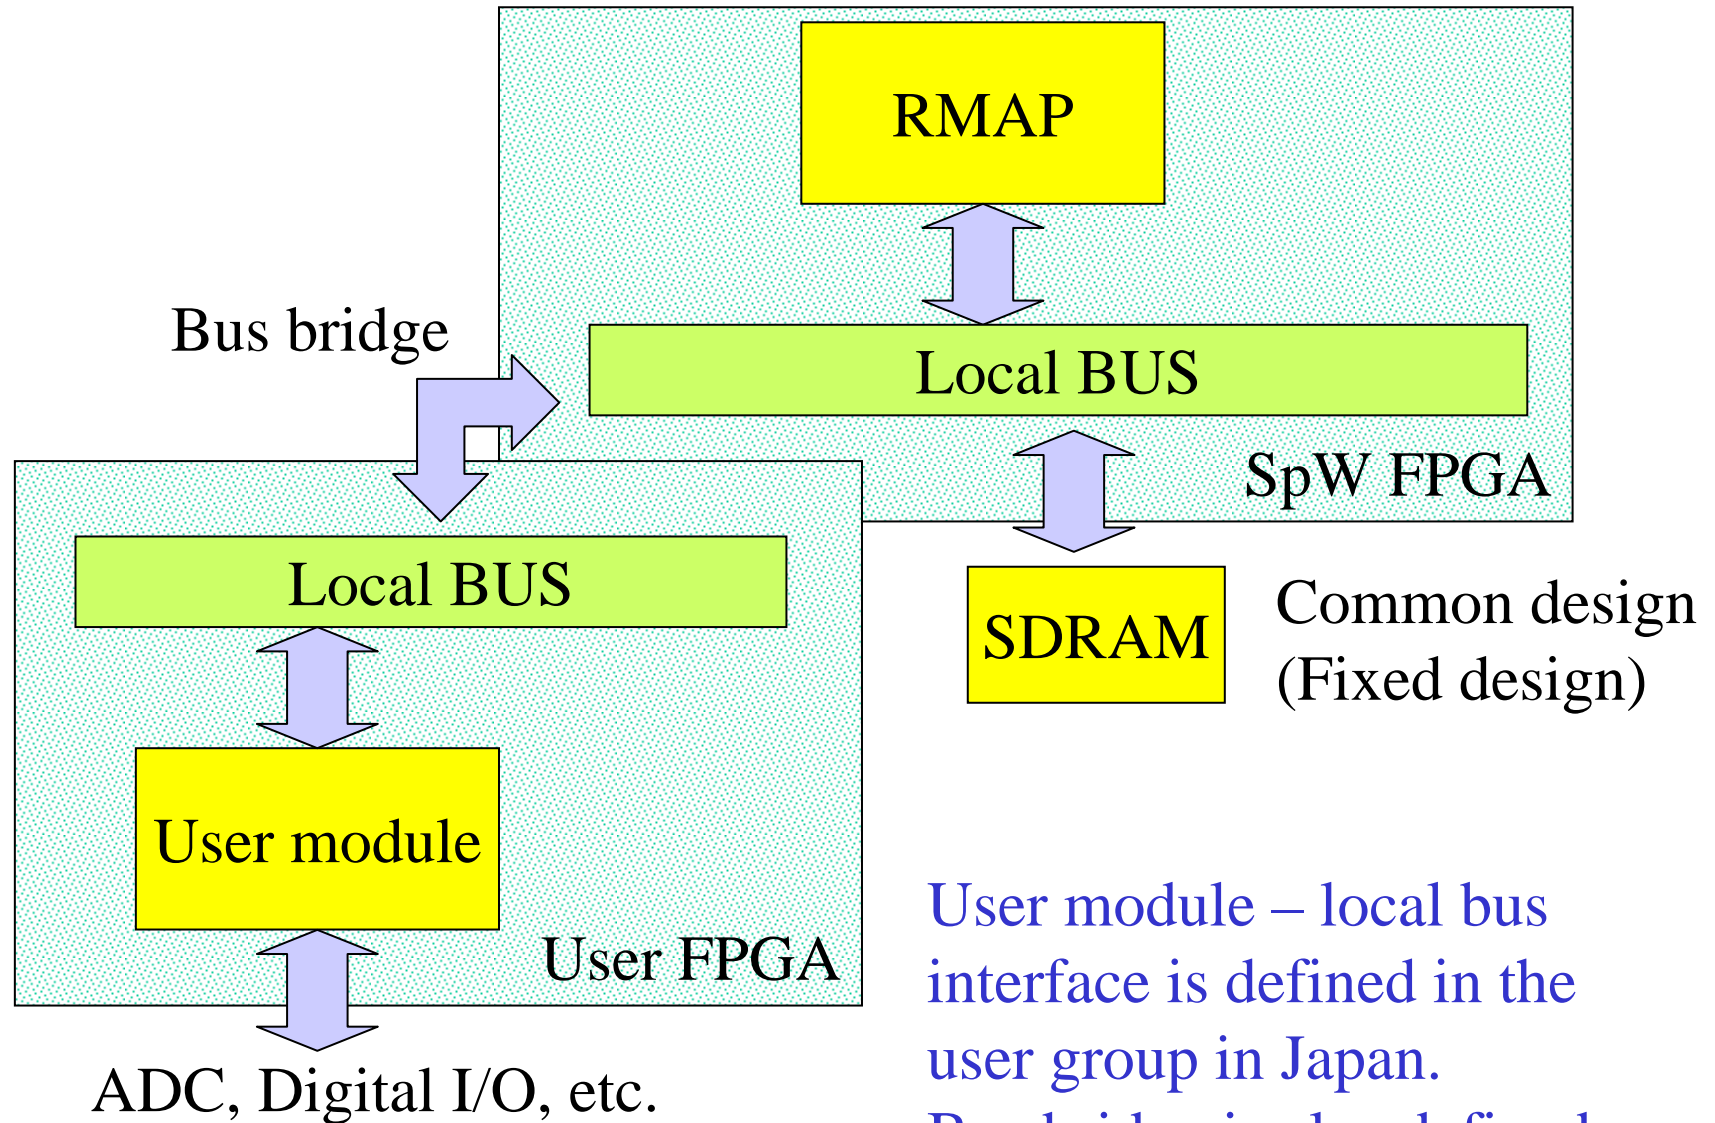 RMAP
Bus bridge
Local BUS
SpW FPGA
Local BUS
SDRAM
Common design
(Fixed design)
User module
User FPGA
ADC, Digital I/O, etc.
User module – local bus
interface is defined in the
user group in Japan.